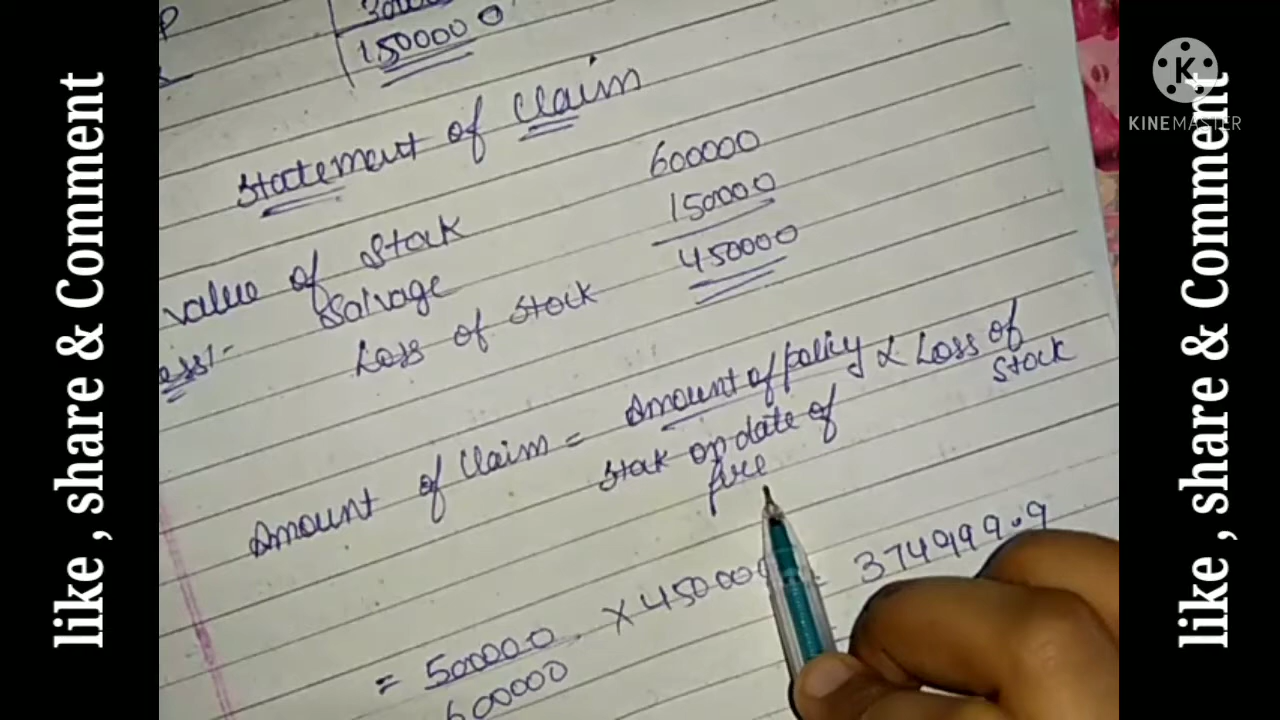 P
1500000
Statement of Claim
value of Stock 600000
Less:- Salvage 150000
Loss of Stock 450000
Amount of Claim = Amount of policy x Loss of Stock
Stock on date of fire
= 500000 × 450000 = 374999.9
600000
like , share & Comment
like , share & Comment
K
KINEMASTER